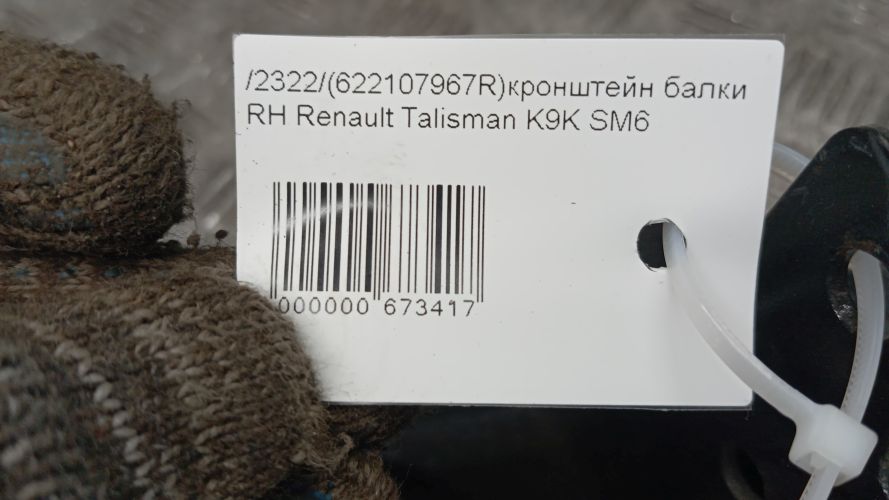 /2322/(622107967R)кронштейн балки
RH Renault Talisman K9K SM6
000000 673417